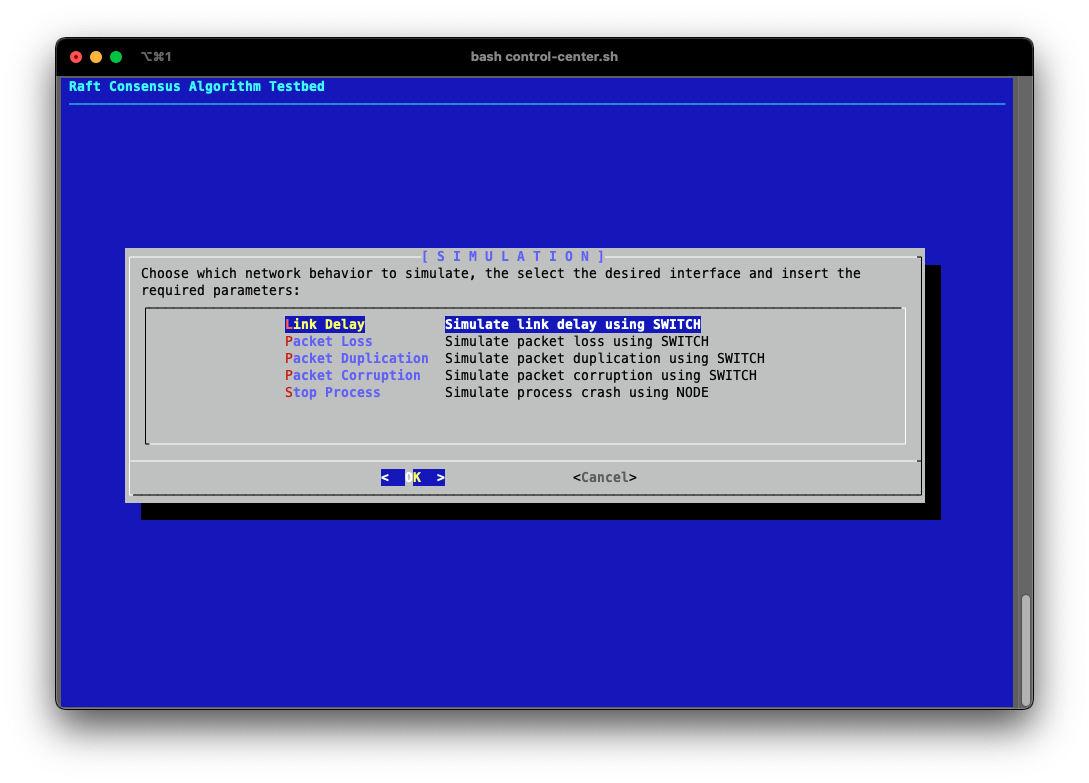 ⌥⌘1 bash control-center.sh
Raft Consensus Algorithm Testbed
[ S I M U L A T I O N ]
Choose which network behavior to simulate, the select the desired interface and insert the
required parameters:
Link Delay Simulate link delay using SWITCH
Packet Loss Simulate packet loss using SWITCH
Packet Duplication Simulate packet duplication using SWITCH
Packet Corruption Simulate packet corruption using SWITCH
Stop Process Simulate process crash using NODE
< OK > <Cancel>